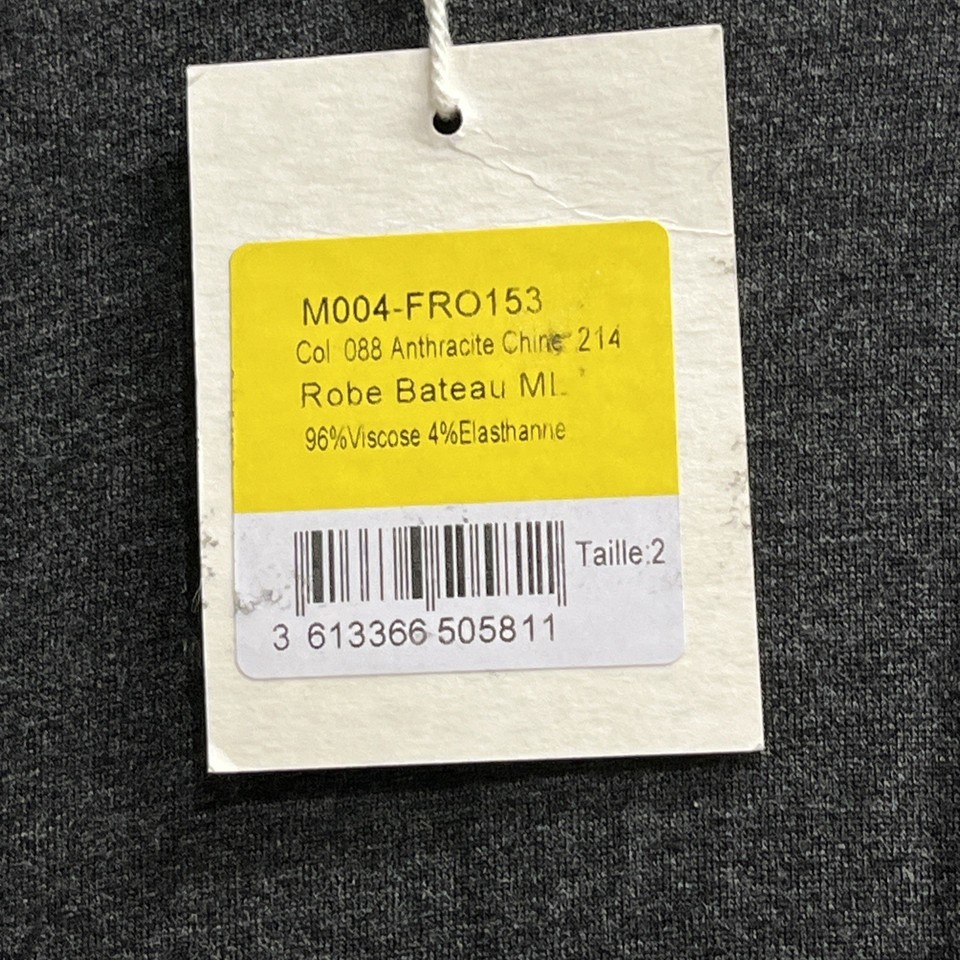 M004-FRO153
Col 088 Anthracite Chine 214
Robe Bateau ML
96%Viscose 4%Elasthanne
Taille:2
3 613366 505811